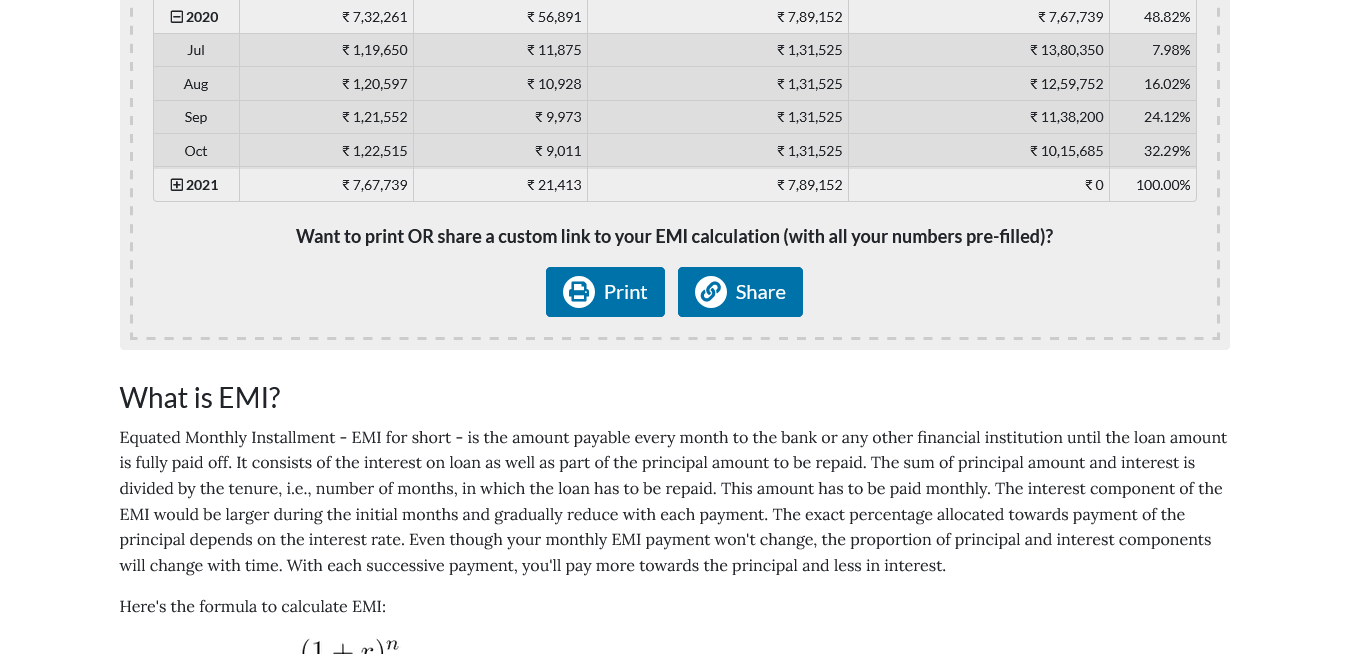 2020 ₹ 7,32,261 ₹ 56,891 ₹ 7,89,152 ₹ 7,67,739 48.82%
Jul ₹ 1,19,650 ₹ 11,875 ₹ 1,31,525 ₹ 13,80,350 7.98%
Aug ₹ 1,20,597 ₹ 10,928 ₹ 1,31,525 ₹ 12,59,752 16.02%
Sep ₹ 1,21,552 ₹ 9,973 ₹ 1,31,525 ₹ 11,38,200 24.12%
Oct ₹ 1,22,515 ₹ 9,011 ₹ 1,31,525 ₹ 10,15,685 32.29%
2021 ₹ 7,67,739 ₹ 21,413 ₹ 7,89,152 ₹ 0 100.00%
Want to print OR share a custom link to your EMI calculation (with all your numbers pre-filled)?
Print Share
What is EMI?
Equated Monthly Installment - EMI for short - is the amount payable every month to the bank or any other financial institution until the loan amount
is fully paid off. It consists of the interest on loan as well as part of the principal amount to be repaid. The sum of principal amount and interest is
divided by the tenure, i.e., number of months, in which the loan has to be repaid. This amount has to be paid monthly. The interest component of the
EMI would be larger during the initial months and gradually reduce with each payment. The exact percentage allocated towards payment of the
principal depends on the interest rate. Even though your monthly EMI payment won't change, the proportion of principal and interest components
will change with time. With each successive payment, you'll pay more towards the principal and less in interest.
Here's the formula to calculate EMI:
(1 + r)^n